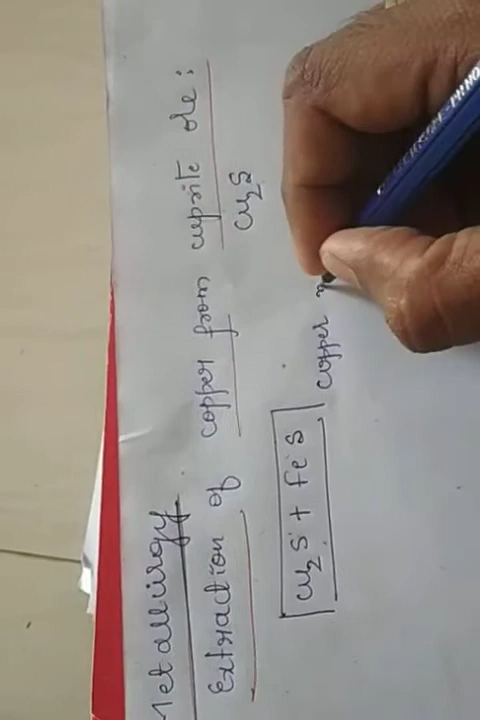 Metallurgy
Extraction of copper from cuprite ore:
Cu2S
Cu2S + FeS copper